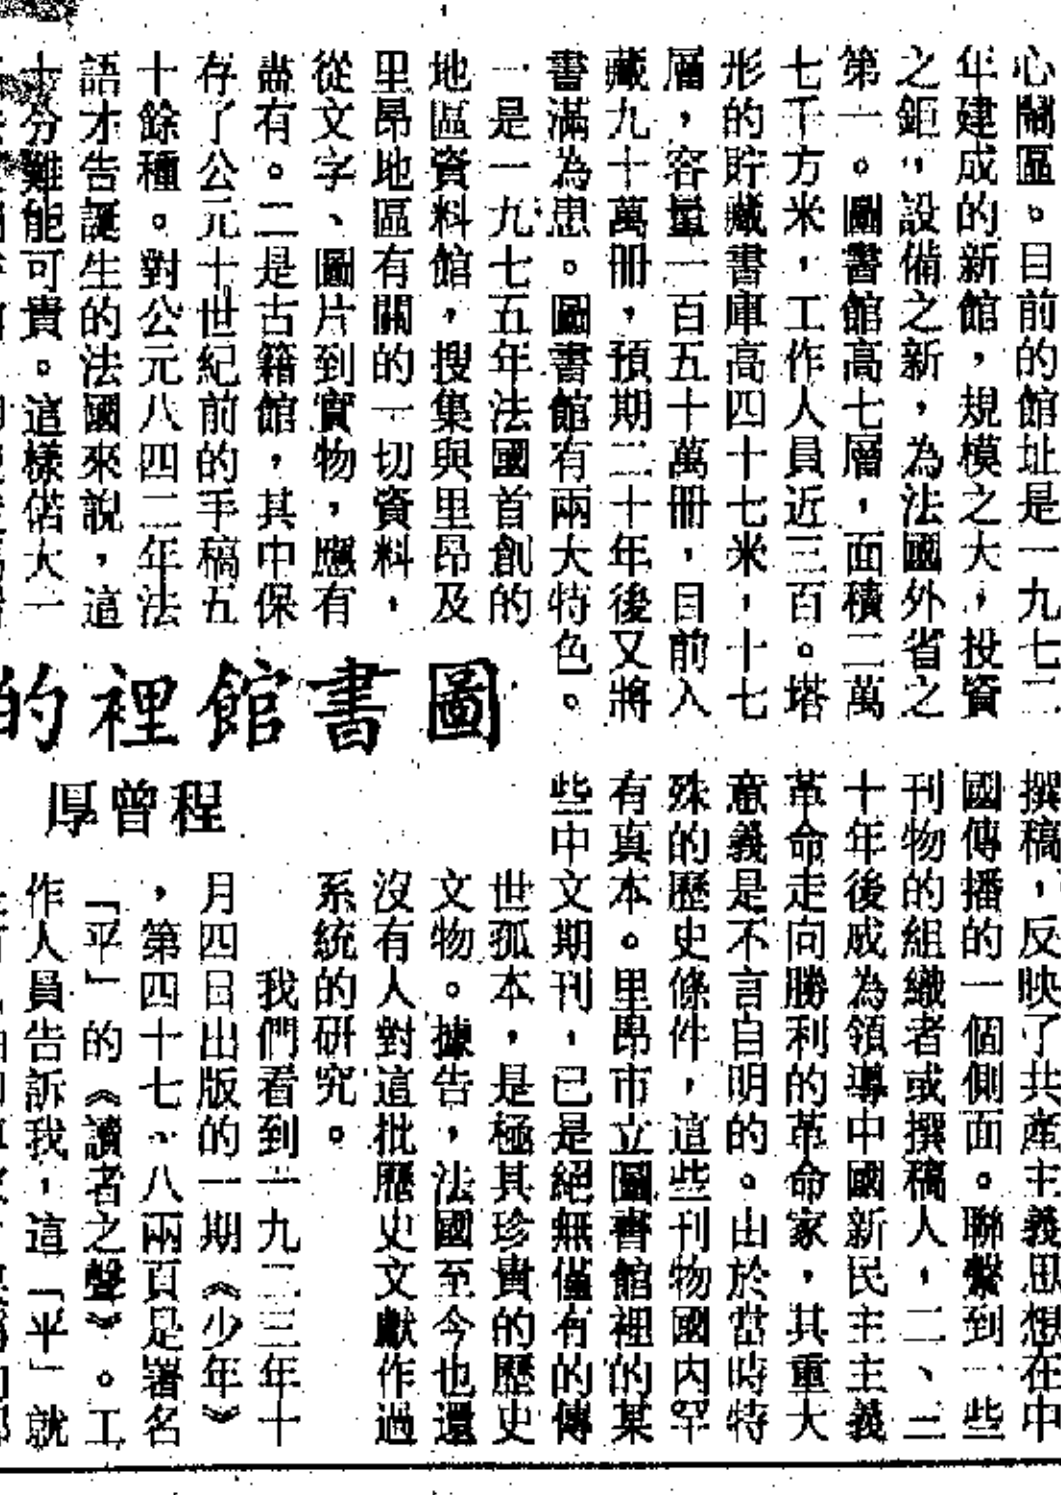 心鬧區。目前的館址是一九七二
年建成的新館，規模之大，投資
之鉅，設備之新，為法國外省之
第一。圖書館高七層，面積二萬
七千方米，工作人員近三百。塔
形的貯藏書庫高四十七米，十七
層，容量一百五十萬冊，目前入
藏九十萬冊，預期二十年後又將
書滿為患。圖書館有兩大特色。
一是一九七五年法國首創的
地區資料館，搜集與里昂及
里昂地區有關的一切資料，
從文字、圖片到實物，應有
盡有。二是古籍館，其中保
存了公元十世紀前的手稿五
十餘種。對公元八四二年法
語才告誕生的法國來說，這
十分難能可貴。這樣偌大一
圖書館裡的
程曾厚
撰稿，反映了共產主義思想在中
國傳播的一個側面。聯繫到一些
刊物的組織者或撰稿人，二、三
十年後成為領導中國新民主主義
革命走向勝利的革命家，其重大
意義是不言自明的。由於當時特
殊的歷史條件，這些刊物國內罕
有真本。里昂市立圖書館裡的某
些中文期刊，已是絕無僅有的傳
世孤本，是極其珍貴的歷史
文物。據告，法國至今也還
沒有人對這批歷史文獻作過
系統的研究。
我們看到一九二三年十
月四日出版的一期《少年》
，第四十七、八兩頁是署名
「平」的《讀者之聲》。工
作人員告訴我，這「平」就